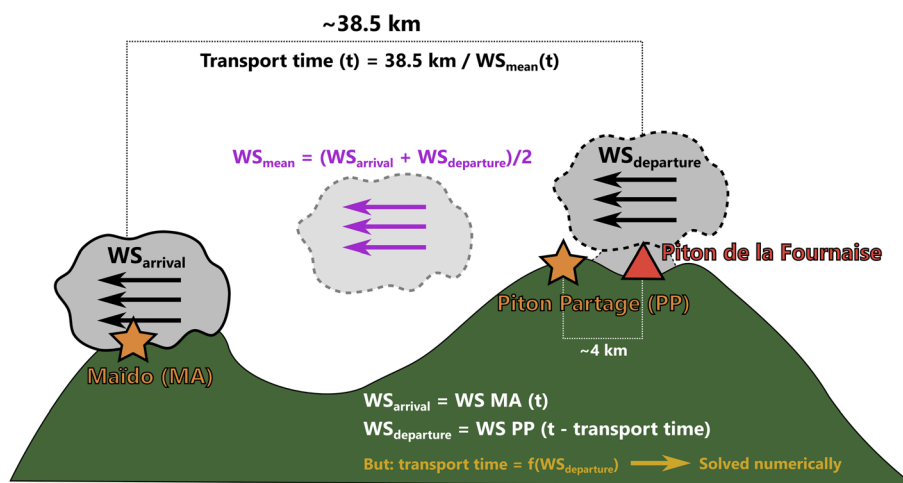 ~38.5 km
Transport time (t) = 38.5 km / WSmean(t)
WSmean = (WSarrival + WSdeparture)/2
WSdeparture
WSarrival
Piton de la Fournaise
Piton Partage (PP)
~4 km
Maïdo (MA)
WSarrival = WS MA (t)
WSdeparture = WS PP (t - transport time)
But: transport time = f(WSdeparture) Solved numerically